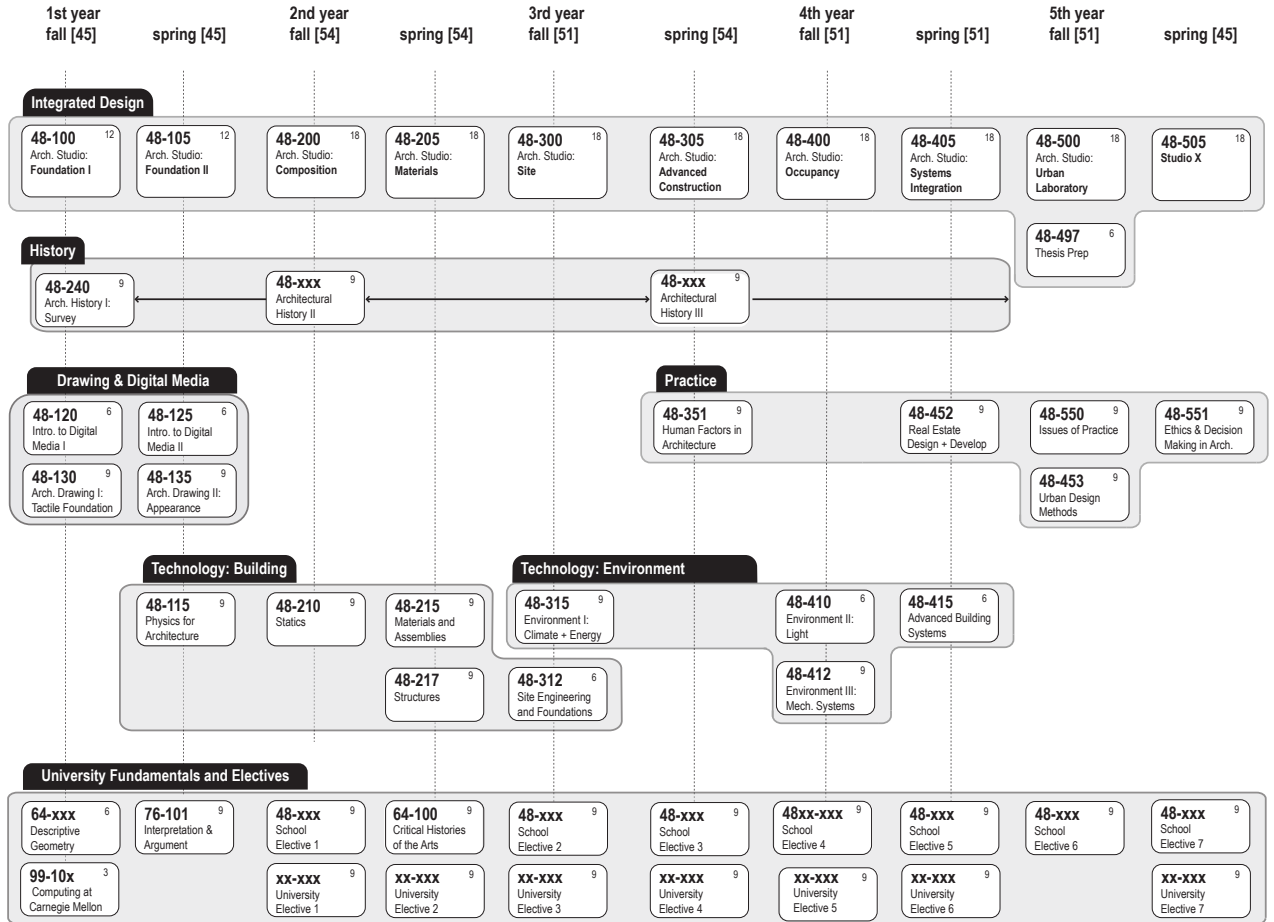 1st year
fall [45]
spring [45]
2nd year
fall [54]
spring [54]
3rd year
fall [51]
spring [54]
4th year
fall [51]
spring [51]
5th year
fall [51]
spring [45]
Integrated Design
48-100 12
Arch. Studio:
Foundation I
48-105 12
Arch. Studio:
Foundation II
48-200 18
Arch. Studio:
Composition
48-205 18
Arch. Studio:
Materials
48-300 18
Arch. Studio:
Site
48-305 18
Arch. Studio:
Advanced
Construction
48-400 18
Arch. Studio:
Occupancy
48-405 18
Arch. Studio:
Systems
Integration
48-500 18
Arch. Studio:
Urban
Laboratory
48-505 18
Studio X
48-497 6
Thesis Prep
History
48-240 9
Arch. History I:
Survey
48-xxx 9
Architectural
History II
48-xxx 9
Architectural
History III
Drawing & Digital Media
48-120 6
Intro. to Digital
Media I
48-125 6
Intro. to Digital
Media II
48-130 9
Arch. Drawing I:
Tactile Foundation
48-135 9
Arch. Drawing II:
Appearance
Practice
48-351 9
Human Factors in
Architecture
48-452 9
Real Estate
Design + Develop
48-550 9
Issues of Practice
48-551 9
Ethics & Decision
Making in Arch.
48-453 9
Urban Design
Methods
Technology: Building
48-115 9
Physics for
Architecture
48-210 9
Statics
48-215 9
Materials and
Assemblies
48-217 9
Structures
48-312 6
Site Engineering
and Foundations
Technology: Environment
48-315 9
Environment I:
Climate + Energy
48-410 6
Environment II:
Light
48-415 6
Advanced Building
Systems
48-412 9
Environment III:
Mech. Systems
University Fundamentals and Electives
64-xxx 6
Descriptive
Geometry
76-101 9
Interpretation &
Argument
48-xxx 9
School
Elective 1
64-100 9
Critical Histories
of the Arts
48-xxx 9
School
Elective 2
48-xxx 9
School
Elective 3
48xx-xxx 9
School
Elective 4
48-xxx 9
School
Elective 5
48-xxx 9
School
Elective 6
48-xxx 9
School
Elective 7
99-10x 3
Computing at
Carnegie Mellon
xx-xxx 9
University
Elective 1
xx-xxx 9
University
Elective 2
xx-xxx 9
University
Elective 3
xx-xxx 9
University
Elective 4
xx-xxx 9
University
Elective 5
xx-xxx 9
University
Elective 6
xx-xxx 9
University
Elective 7